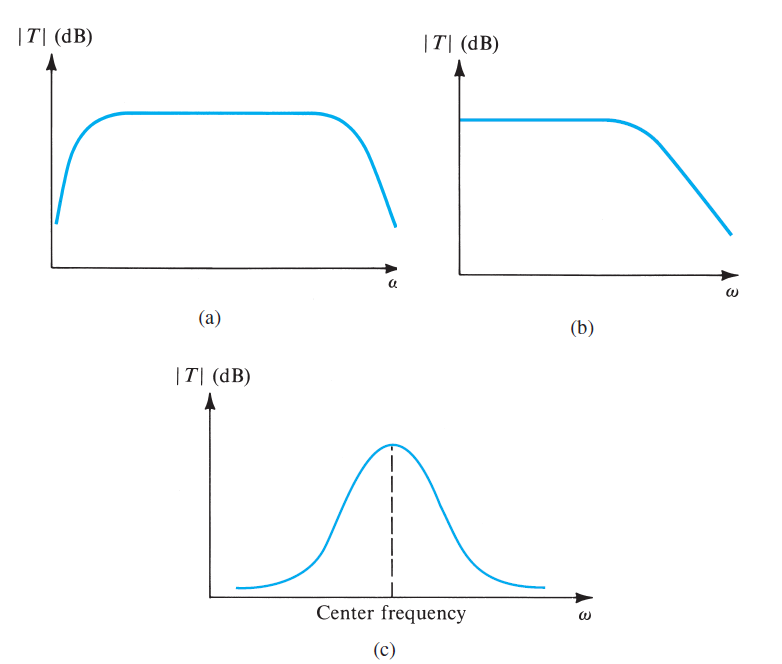 |T| (dB)
|T| (dB)
(a)
ω
(b)
|T| (dB)
Center frequency
ω
(c)